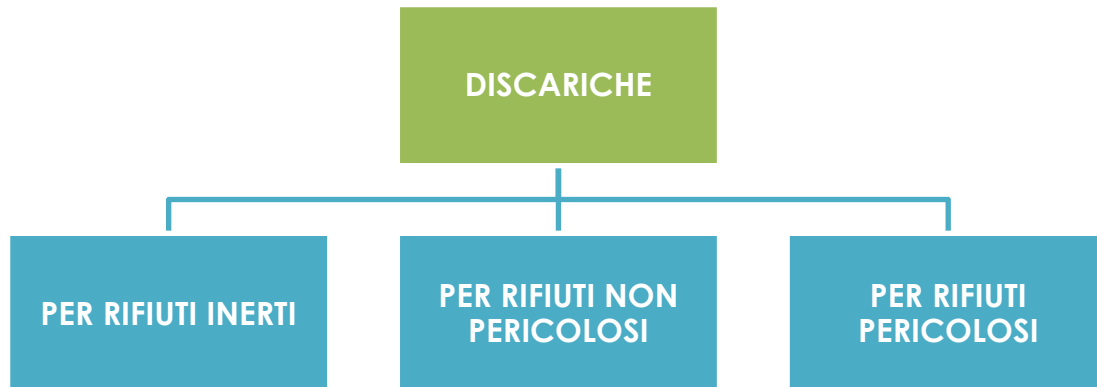 DISCARICHE
PER RIFIUTI INERTI
PER RIFIUTI NON
PERICOLOSI
PER RIFIUTI
PERICOLOSI